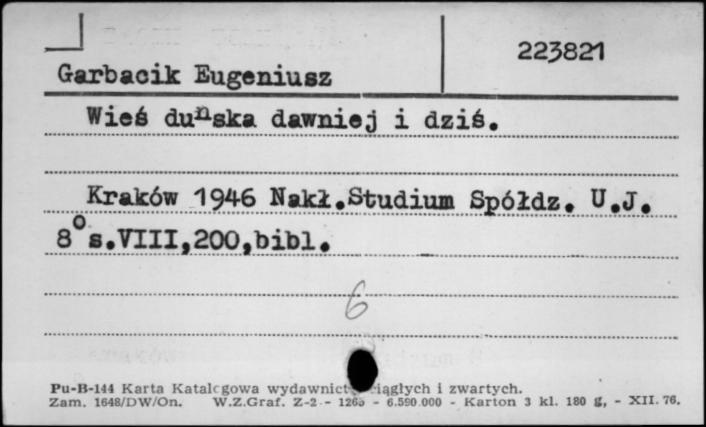 223821
Garbacik Eugeniusz
Wieś duńska dawniej i dziś.
Kraków 1946 Nakł.Studium Spółdz. U.J.
8° s.VIII,200,bibl.
6
Pu-B-144 Karta Katalogowa wydawnictw ciągłych i zwartych.
Zam. 1648/DW/On. W.Z.Graf. Z-2 - 1265 - 6.590.000 - Karton 3 kl. 180 g, - XII. 76.